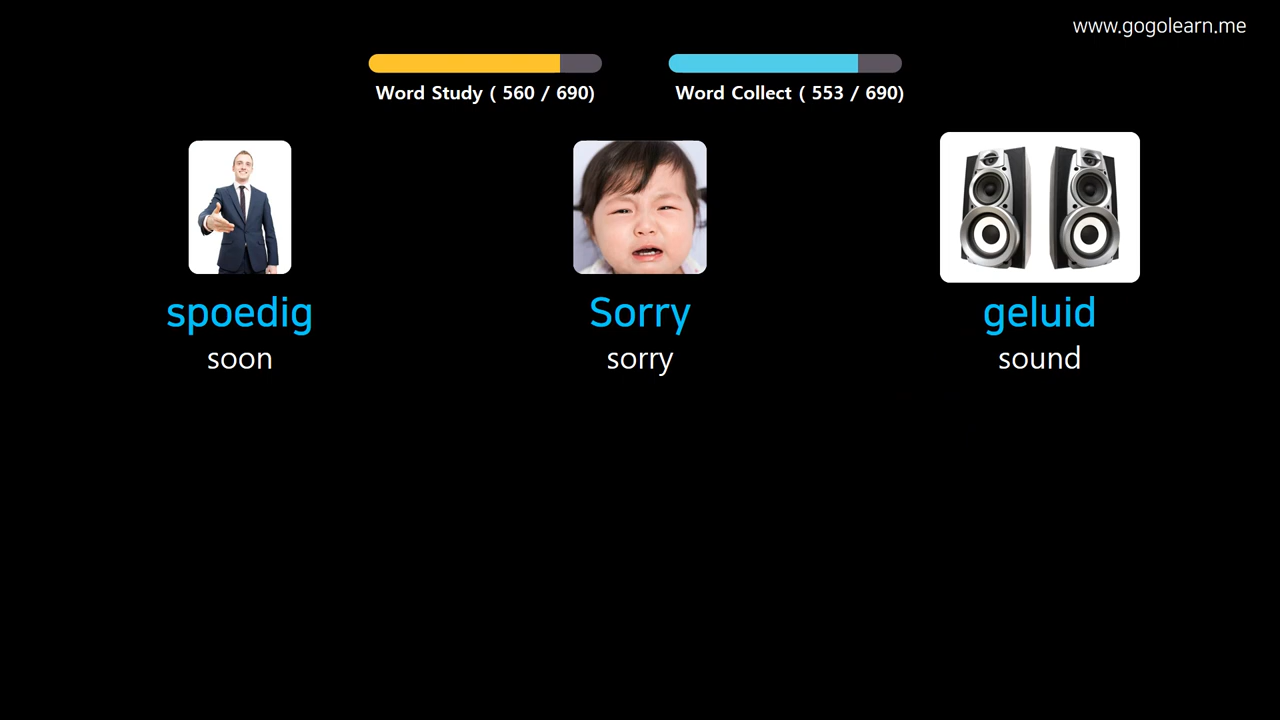 www.gogolearn.me
Word Study ( 560 / 690)
Word Collect ( 553 / 690)
spoedig
Sorry
geluid
soon
sorry
sound